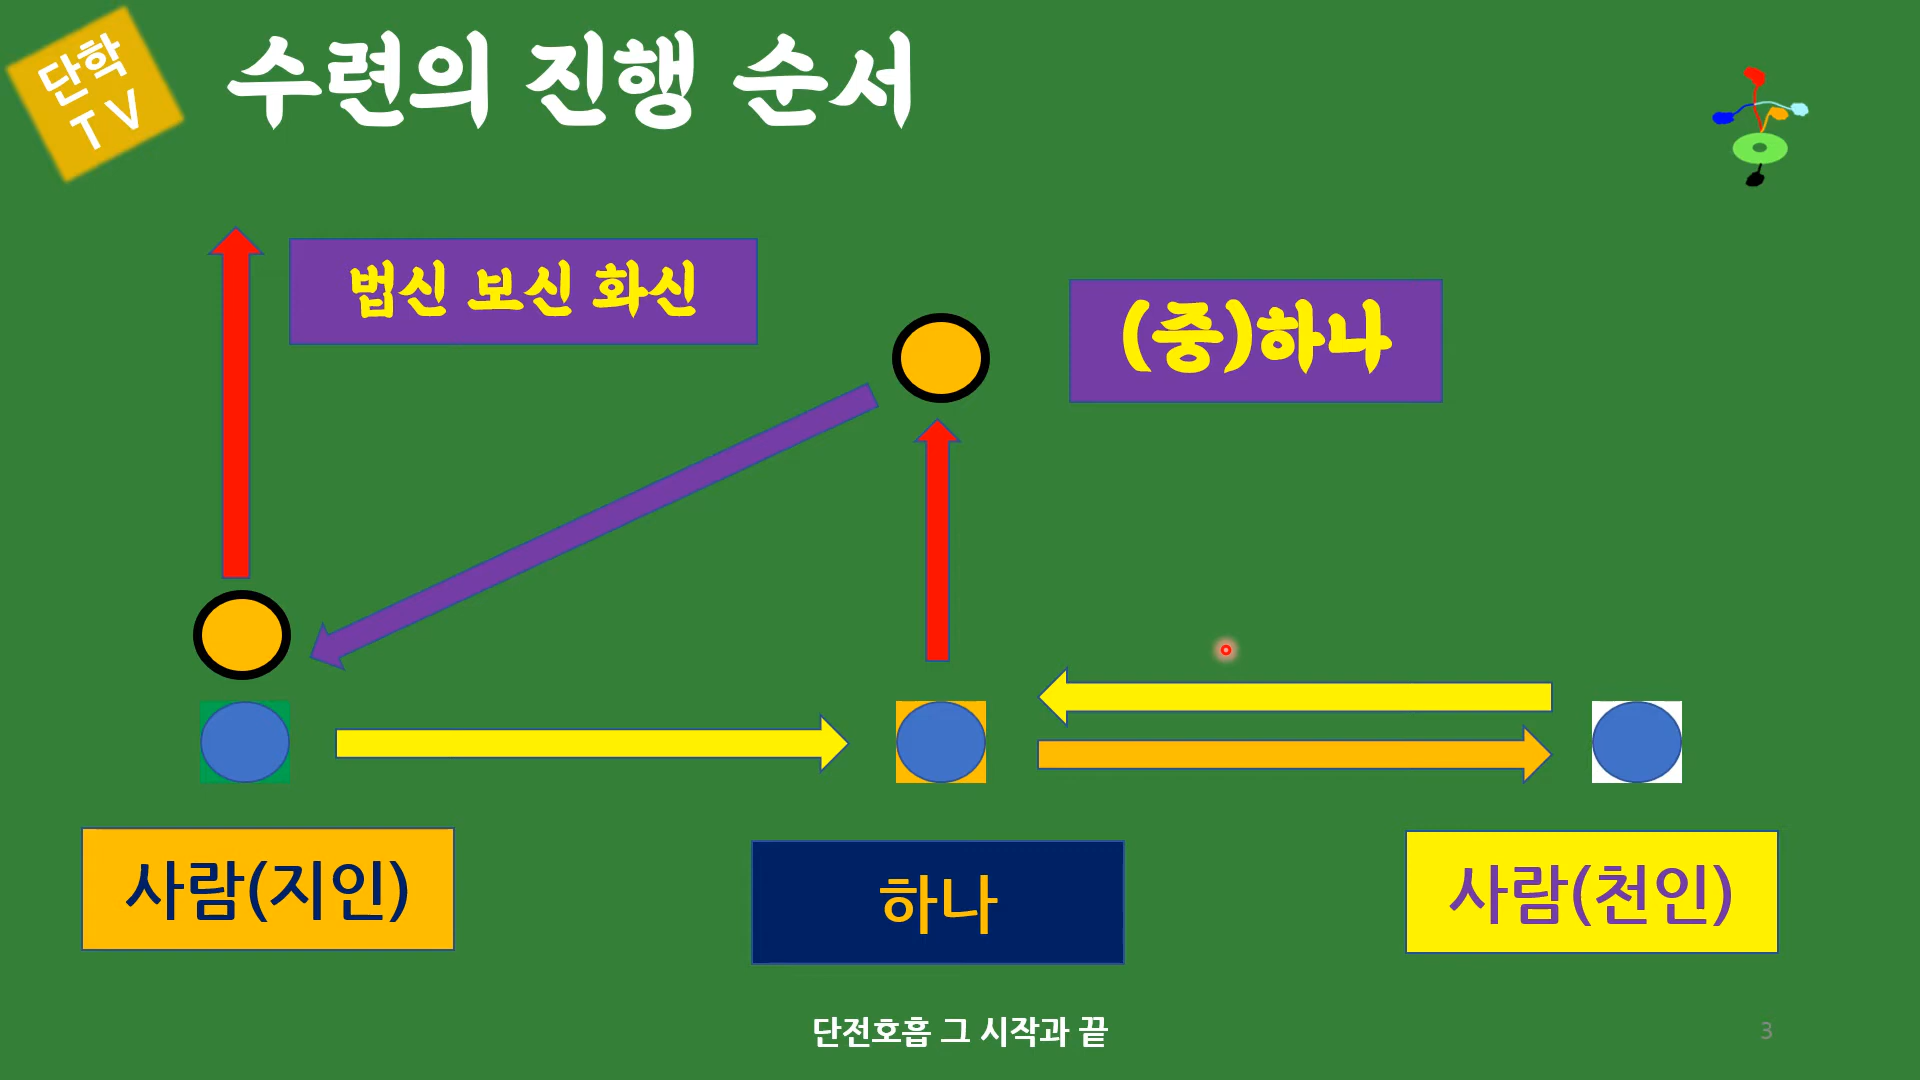 단학
TV
수련의 진행 순서
법신 보신 화신
(중)하나
사람(지인)
하나
사람(천인)
단전호흡 그 시작과 끝
3